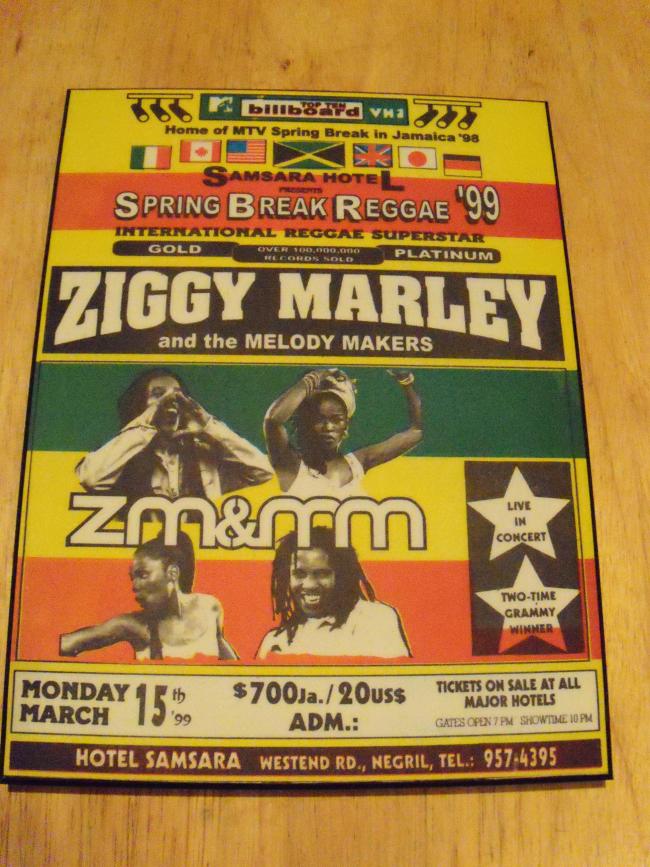 MTV TOP TEN billboard VH1
Home of MTV Spring Break in Jamaica '98
SAMSARA HOTEL
PRESENTS
SPRING BREAK REGGAE '99
INTERNATIONAL REGGAE SUPERSTAR
GOLD OVER 100,000,000 RECORDS SOLD PLATINUM
ZIGGY MARLEY
and the MELODY MAKERS
zm&mm
LIVE
IN
CONCERT
TWO-TIME
GRAMMY
WINNER
MONDAY
MARCH 15th '99
$700Ja./20US$
ADM.:
TICKETS ON SALE AT ALL
MAJOR HOTELS
GATES OPEN 7 PM SHOWTIME 10 PM
HOTEL SAMSARA WESTEND RD., NEGRIL, TEL.: 957-4395